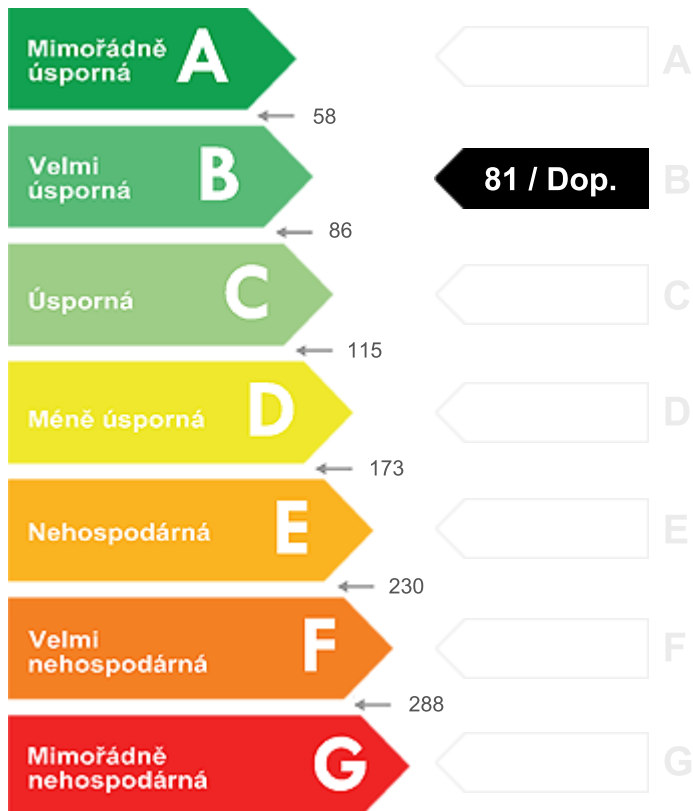 Mimořádně
úsporná
A
A
58
Velmi
úsporná
B
81 / Dop.
B
86
Úsporná
C
C
115
Méně úsporná
D
D
173
Nehospodárná
E
E
230
Velmi
nehospodárná
F
F
288
Mimořádně
nehospodárná
G
G